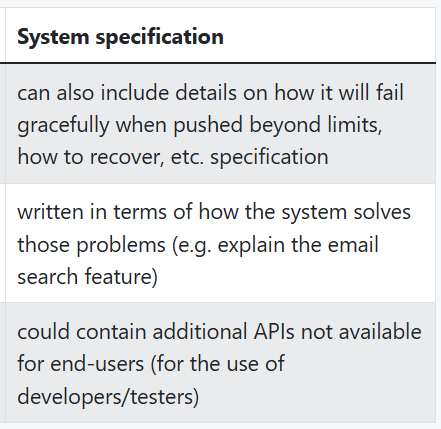 System specification
can also include details on how it will fail
gracefully when pushed beyond limits,
how to recover, etc. specification
written in terms of how the system solves
those problems (e.g. explain the email
search feature)
could contain additional APIs not available
for end-users (for the use of
developers/testers)